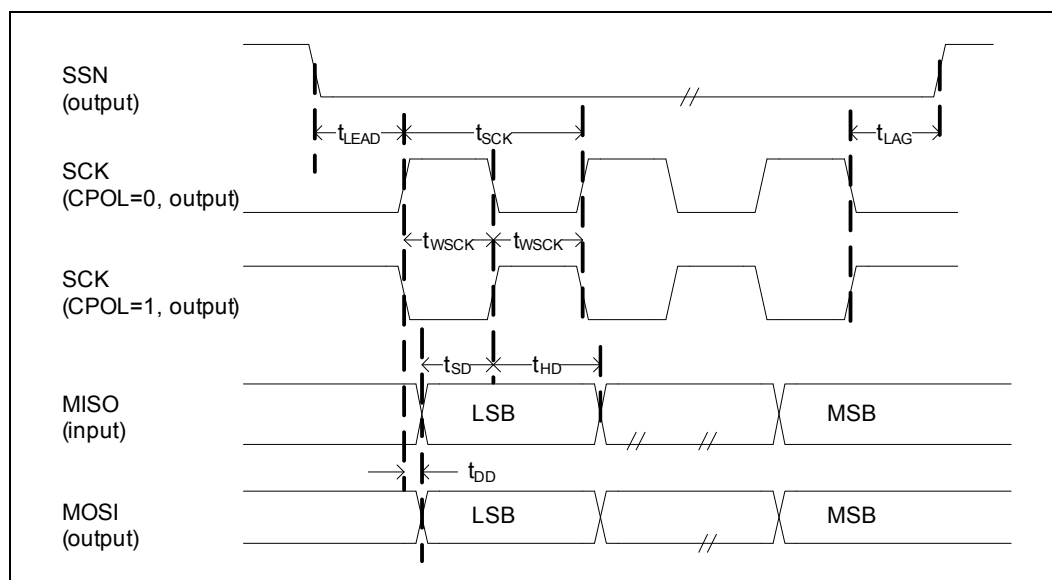 SSN
(output)
tLEAD
tSCK
tLAG
SCK
(CPOL=0, output)
tWSCK
tWSCK
SCK
(CPOL=1, output)
tSD
tHD
MISO
(input)
LSB
MSB
tDD
MOSI
(output)
LSB
MSB